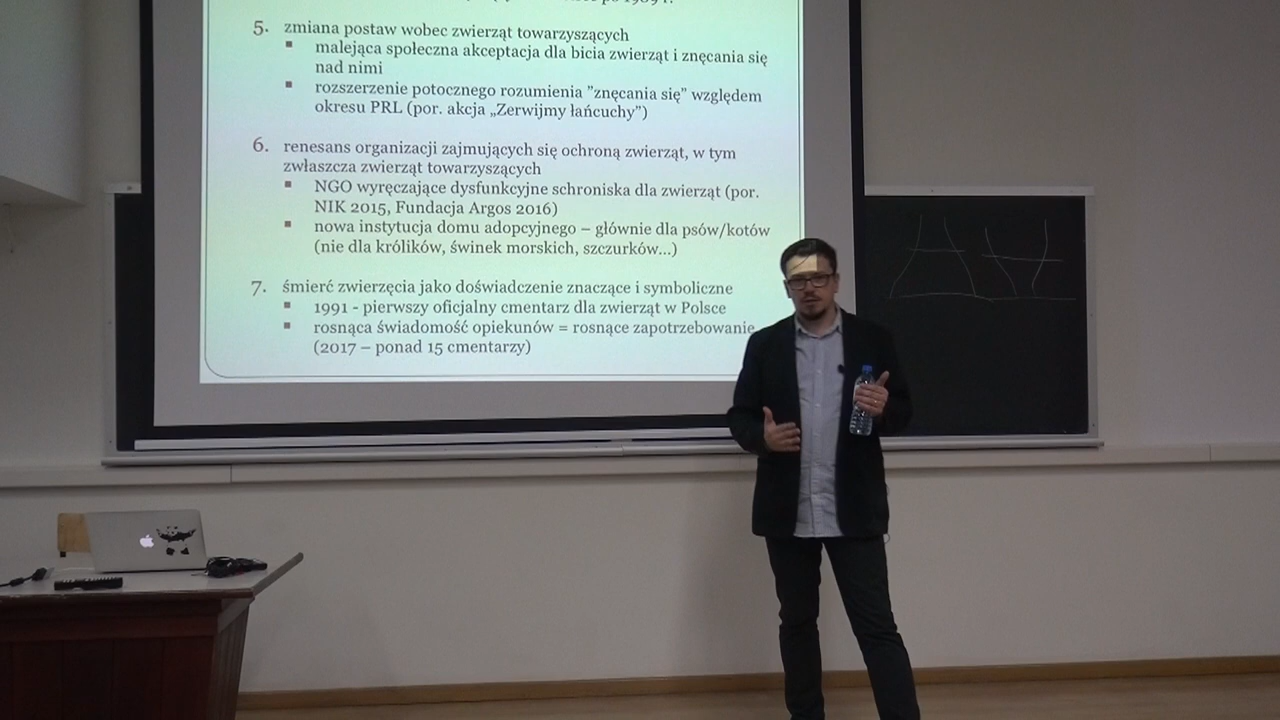 po 1989 r.
5. zmiana postaw wobec zwierząt towarzyszących
▪ malejąca społeczna akceptacja dla bicia zwierząt i znęcania się
nad nimi
▪ rozszerzenie potocznego rozumienia ”znęcania się” względem
okresu PRL (por. akcja „Zerwijmy łańcuchy”)
6. renesans organizacji zajmujących się ochroną zwierząt, w tym
zwłaszcza zwierząt towarzyszących
▪ NGO wyręczające dysfunkcyjne schroniska dla zwierząt (por.
NIK 2015, Fundacja Argos 2016)
▪ nowa instytucja domu adopcyjnego – głównie dla psów/kotów
(nie dla królików, świnek morskich, szczurków...)
7. śmierć zwierzęcia jako doświadczenie znaczące i symboliczne
▪ 1991 - pierwszy oficjalny cmentarz dla zwierząt w Polsce
▪ rosnąca świadomość opiekunów = rosnące zapotrzebowanie
(2017 – ponad 15 cmentarzy)